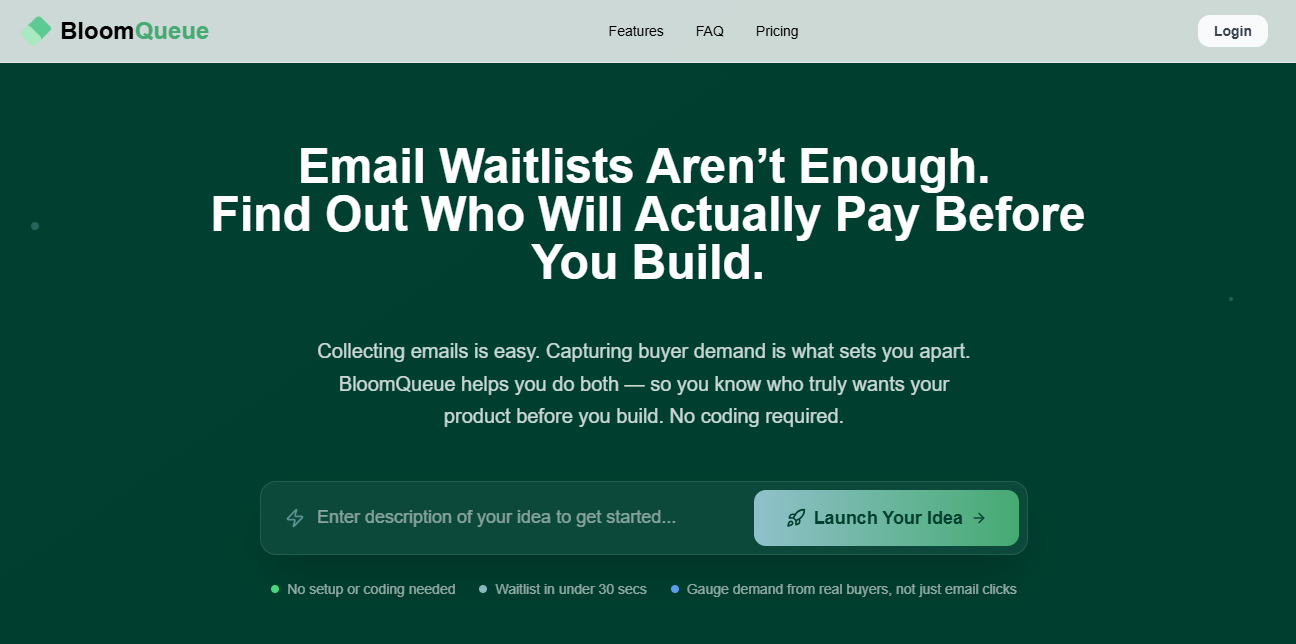 BloomQueue
Features
FAQ
Pricing
Login
Email Waitlists Aren’t Enough.
Find Out Who Will Actually Pay Before
You Build.
Collecting emails is easy. Capturing buyer demand is what sets you apart.
BloomQueue helps you do both — so you know who truly wants your
product before you build. No coding required.
Enter description of your idea to get started...
Launch Your Idea →
No setup or coding needed
Waitlist in under 30 secs
Gauge demand from real buyers, not just email clicks